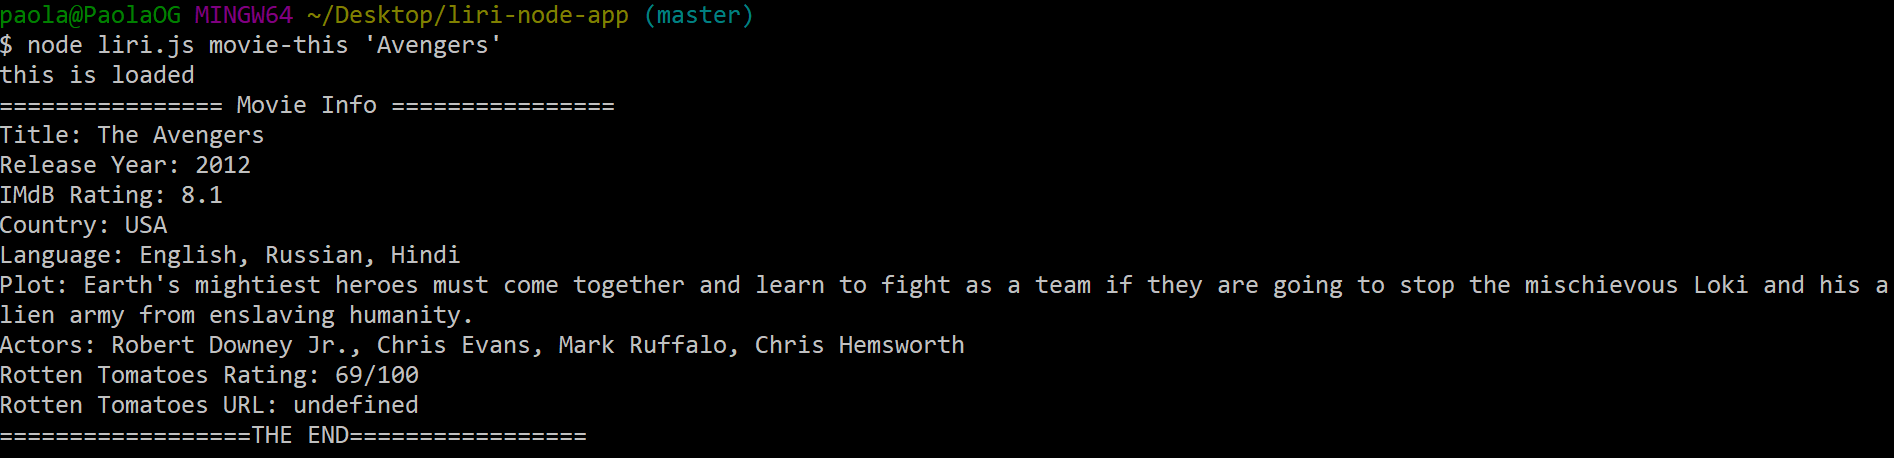 paola@PaolaOG MINGW64 ~/Desktop/liri-node-app (master)
$ node liri.js movie-this 'Avengers'
this is loaded
================ Movie Info ================
Title: The Avengers
Release Year: 2012
IMdB Rating: 8.1
Country: USA
Language: English, Russian, Hindi
Plot: Earth's mightiest heroes must come together and learn to fight as a team if they are going to stop the mischievous Loki and his a
lien army from enslaving humanity.
Actors: Robert Downey Jr., Chris Evans, Mark Ruffalo, Chris Hemsworth
Rotten Tomatoes Rating: 69/100
Rotten Tomatoes URL: undefined
==================THE END=================